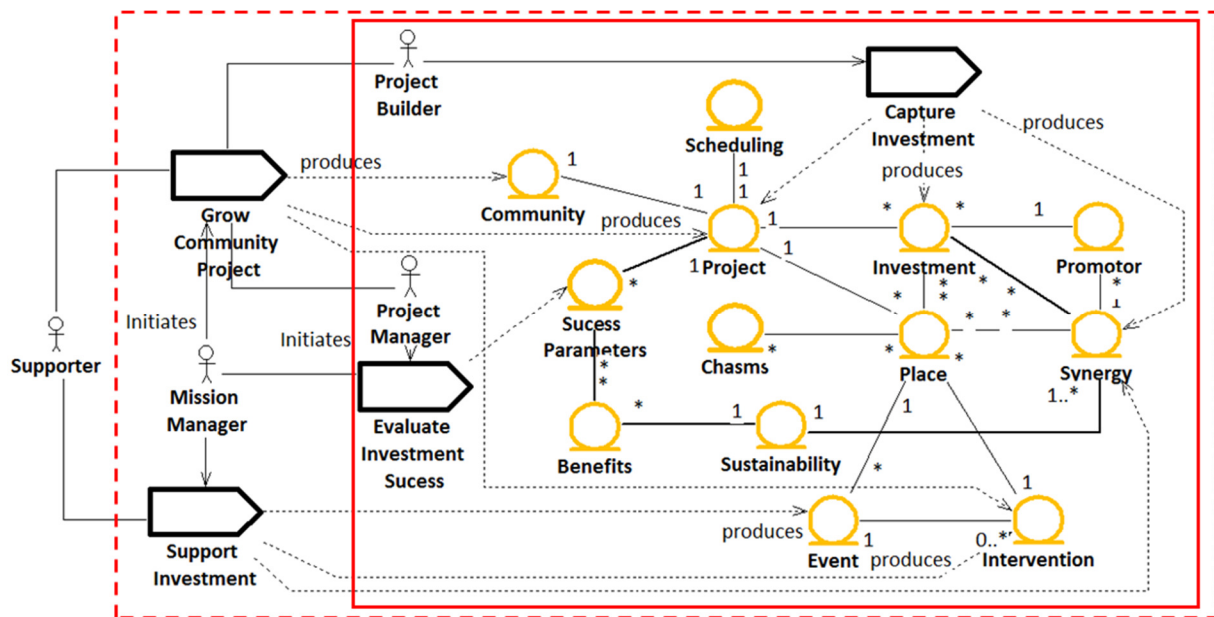 Project
Builder
Capture
Investment
Scheduling
produces
produces
produces
1
1
1
1
Community
Grow
Community
Project
produces
1
Project
1
1
1
*
*
Investment
1
Promotor
*
*
*
*
*
*
1
Initiates
Project
Manager
Initiates
Sucess
Parameters
*
*
*
Chasms
*
*
Place
*
*
*
Synergy
1..*
Supporter
Mission
Manager
Evaluate
Investment
Sucess
Benefits
*
1
Sustainability
1
1
*
1
Support
Investment
produces
Event
1
produces
0..*
Intervention